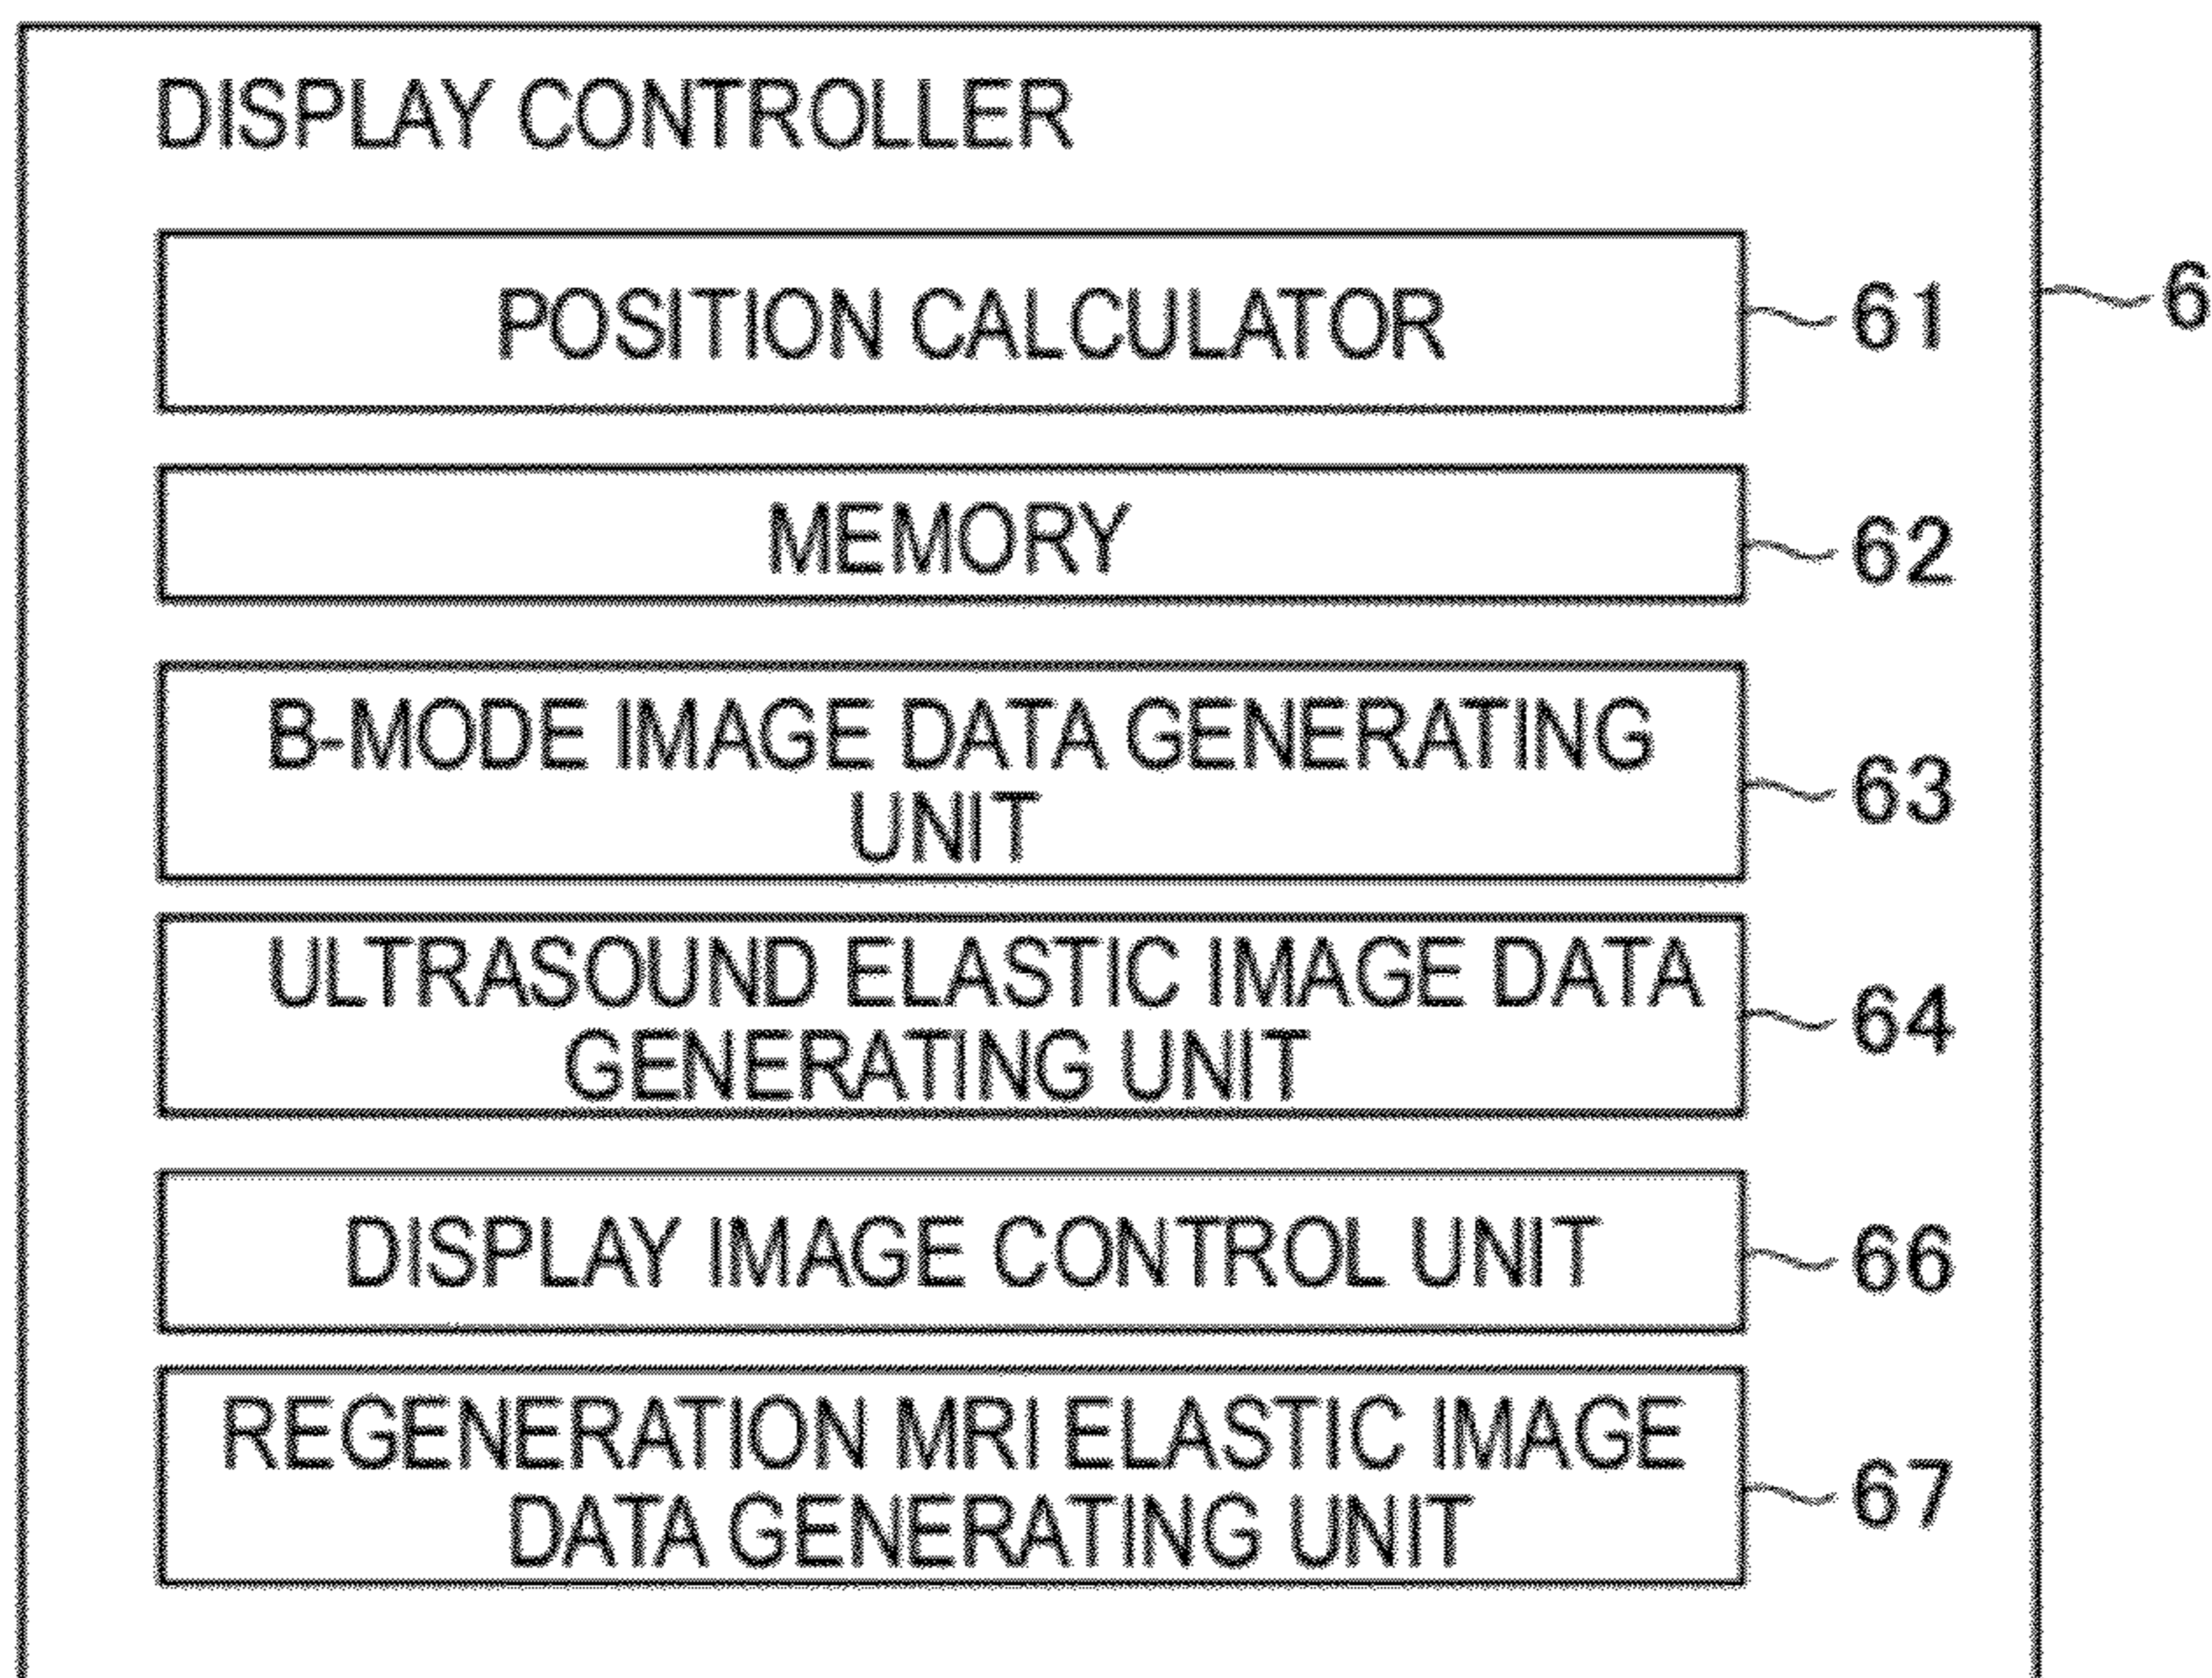 DISPLAY CONTROLLER
6
POSITION CALCULATOR
61
MEMORY
62
B-MODE IMAGE DATA GENERATING
UNIT
63
ULTRASOUND ELASTIC IMAGE DATA
GENERATING UNIT
64
DISPLAY IMAGE CONTROL UNIT
66
REGENERATION MRI ELASTIC IMAGE
DATA GENERATING UNIT
67